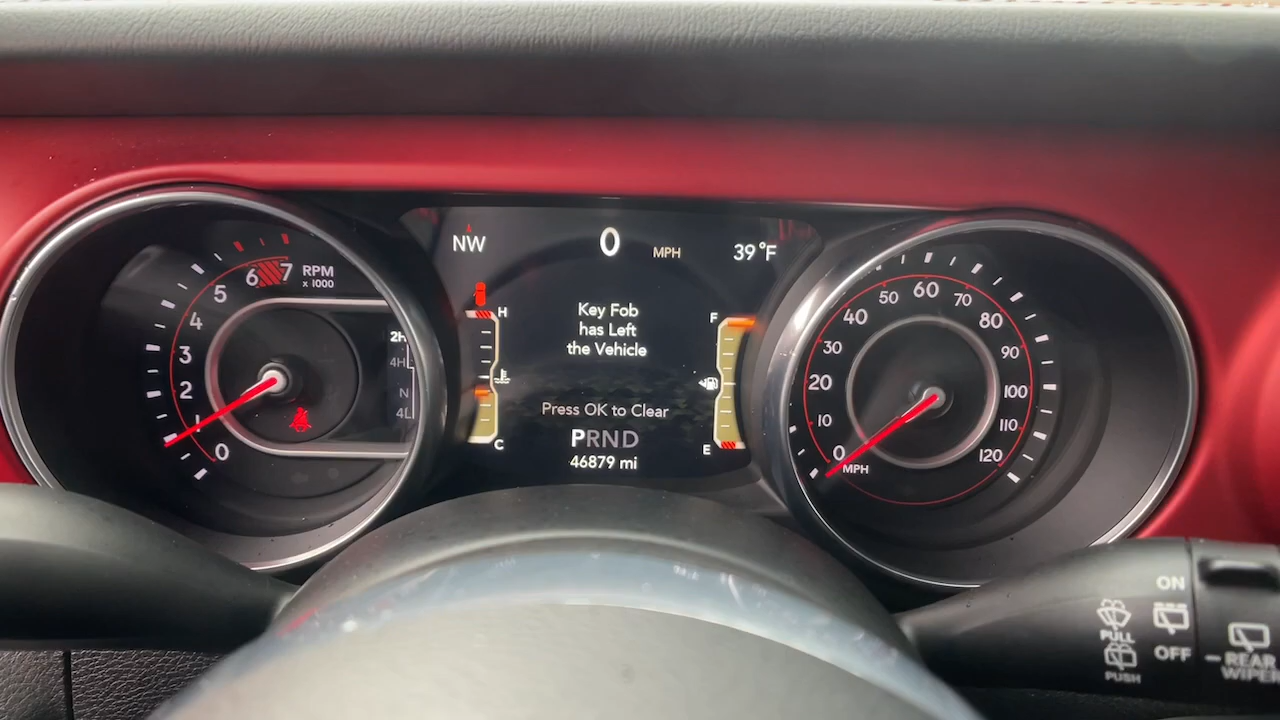 NW
0 MPH
39°F
Key Fob
has Left
the Vehicle
Press OK to Clear
PRND
46879 mi
H
C
F
E
RPM
x 1000
7
6
5
4
3
2
1
0
2H
4H
N
4L
0
10
20
30
40
50
60
70
80
90
100
110
120
MPH
ON
OFF
PULL
PUSH
REAR
WIPER